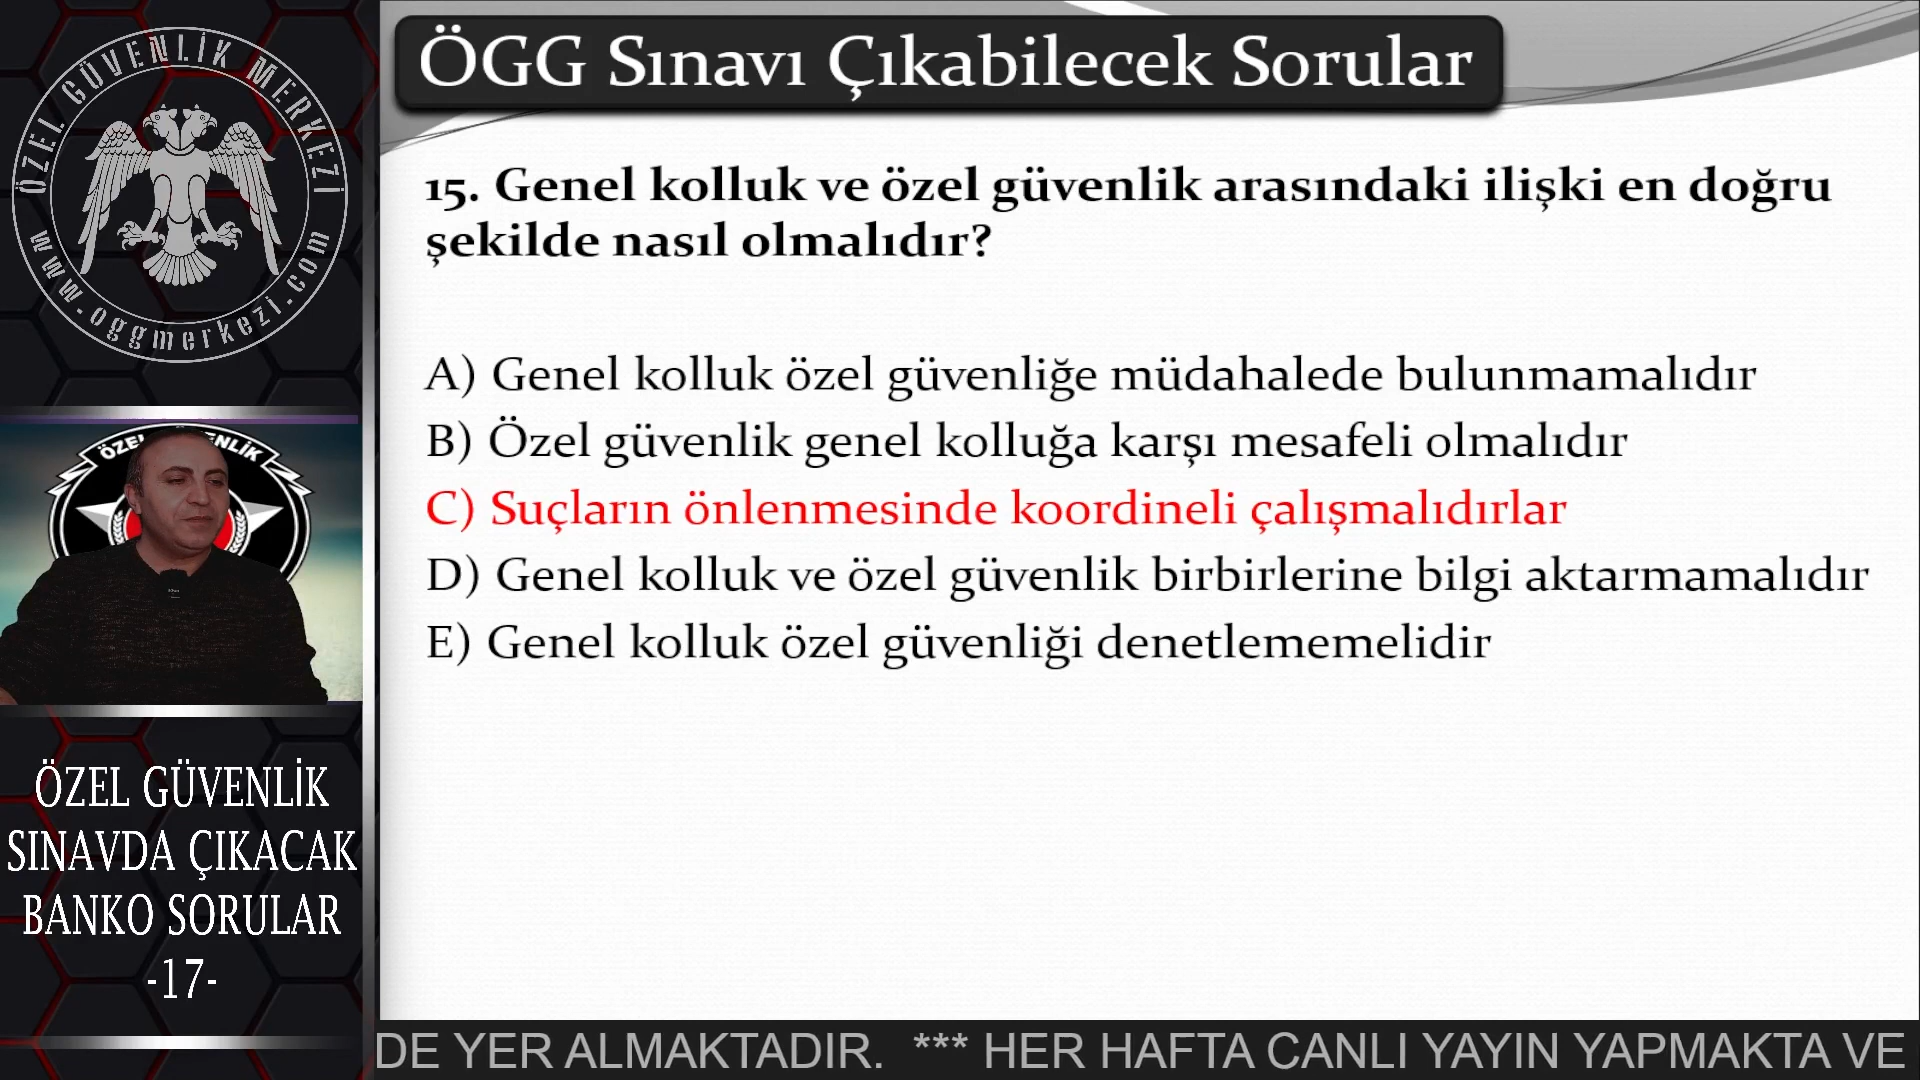 ÖZEL GÜVENLİK MERKEZİ
www.oggmerkezi.com
ÖGG Sınavı Çıkabilecek Sorular
15. Genel kolluk ve özel güvenlik arasındaki ilişki en doğru
şekilde nasıl olmalıdır?
A) Genel kolluk özel güvenliğe müdahalede bulunmamalıdır
B) Özel güvenlik genel kolluğa karşı mesafeli olmalıdır
C) Suçların önlenmesinde koordineli çalışmalıdırlar
D) Genel kolluk ve özel güvenlik birbirlerine bilgi aktarmamalıdır
E) Genel kolluk özel güvenliği denetlememelidir
ÖZEL GÜVENLİK
SINAVDA ÇIKACAK
BANKO SORULAR
-17-
DE YER ALMAKTADIR. *** HER HAFTA CANLI YAYIN YAPMAKTA VE